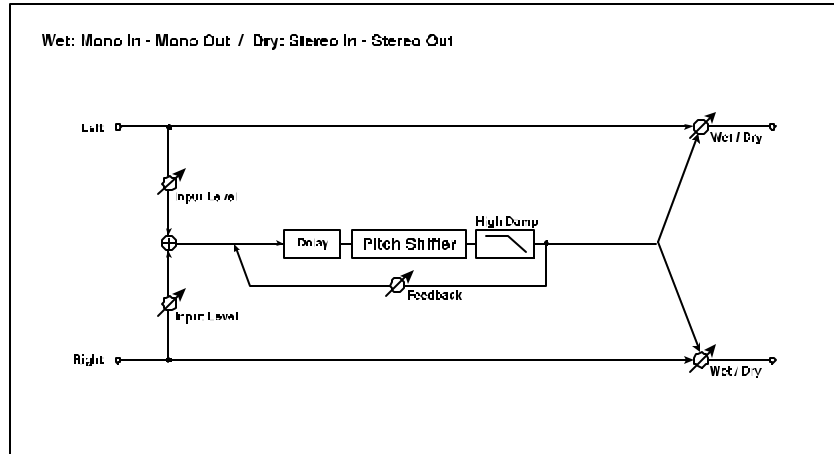 Wet: Mono In - Mono Out / Dry: Stereo In - Stereo Out
Left
Wet / Dry
Input Level
High Damp
Delay
Pitch Shifter
Feedback
Input Level
Right
Wet / Dry